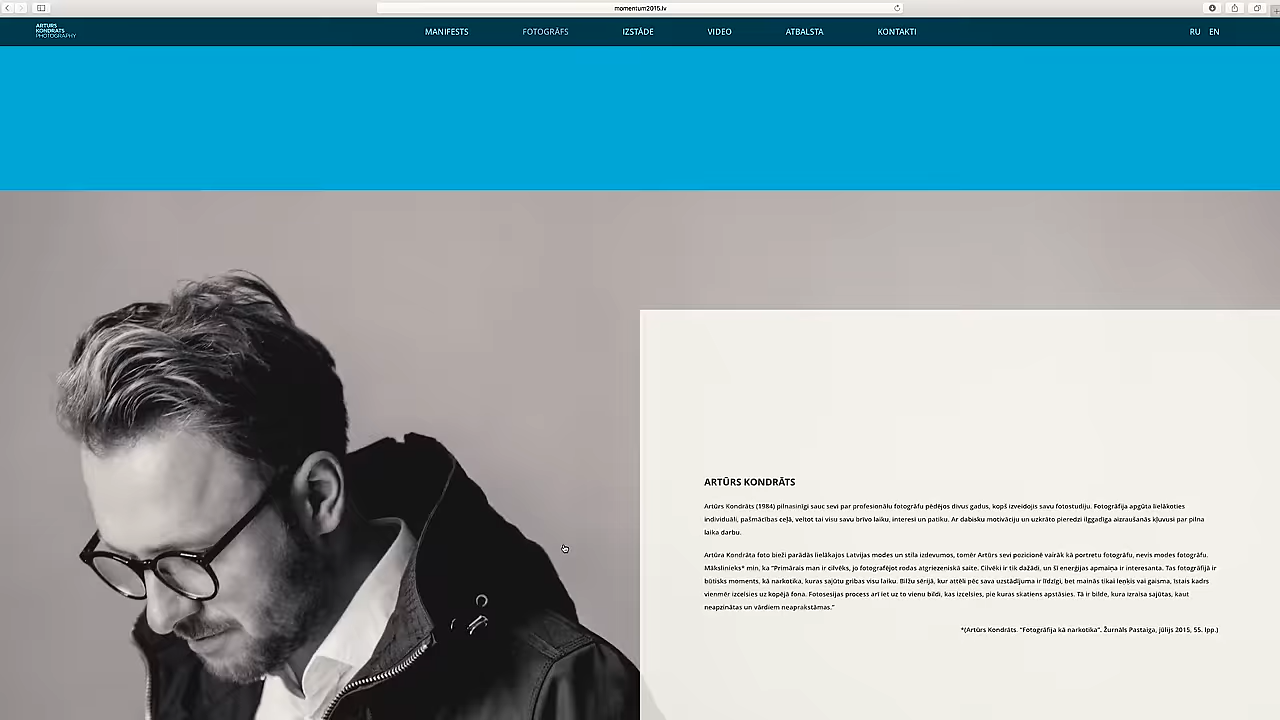 momentum2015.lv
ARTŪRS
KONDRĀTS
PHOTOGRAPHY
MANIFESTS
FOTOGRĀFS
IZSTĀDE
VIDEO
ATBALSTA
KONTAKTI
RU
EN
ARTŪRS KONDRĀTS
Artūrs Kondrāts (1984) pilnasinīgi sauc sevi par profesionālu fotogrāfu pēdējos divus gadus, kopš izveidojis savu fotostudiju. Fotogrāfija apgūta lielākoties
individuāli, pašmācības ceļā, veltot tai visu savu brīvo laiku, interesi un patiku. Ar dabisku motivāciju un uzkrāto pieredzi ilggadīga aizraušanās kļuvusi par pilna
laika darbu.
Artūra Kondrāta foto bieži parādās lielākajos Latvijas modes un stila izdevumos, tomēr Artūrs sevi pozicionē vairāk kā portretu fotogrāfu, nevis modes fotogrāfu.
Mākslinieks* min, ka "Primārais man ir cilvēks, jo fotografējot rodas atgriezeniskā saite. Cilvēki ir tik dažādi, un šī enerģijas apmaiņa ir interesanta. Tas fotogrāfijā ir
būtisks moments, kā narkotika, kuras sajūtu gribas visu laiku. Bilžu sērijā, kur attēli pēc sava uzstādījuma ir līdzīgi, bet mainās tikai leņķis vai gaisma, īstais kadrs
vienmēr izcelsies uz kopējā fona. Fotosesijas process arī iet uz to vienu bildi, kas izcelsies, pie kuras skatiens apstāsies. Tā ir bilde, kura izraisa sajūtas, kaut
neapzinātas un vārdiem neaprakstāmas."
*(Artūrs Kondrāts. "Fotogrāfija kā narkotika". Žurnāls Pastaiga, jūlijs 2015, 55. lpp.)